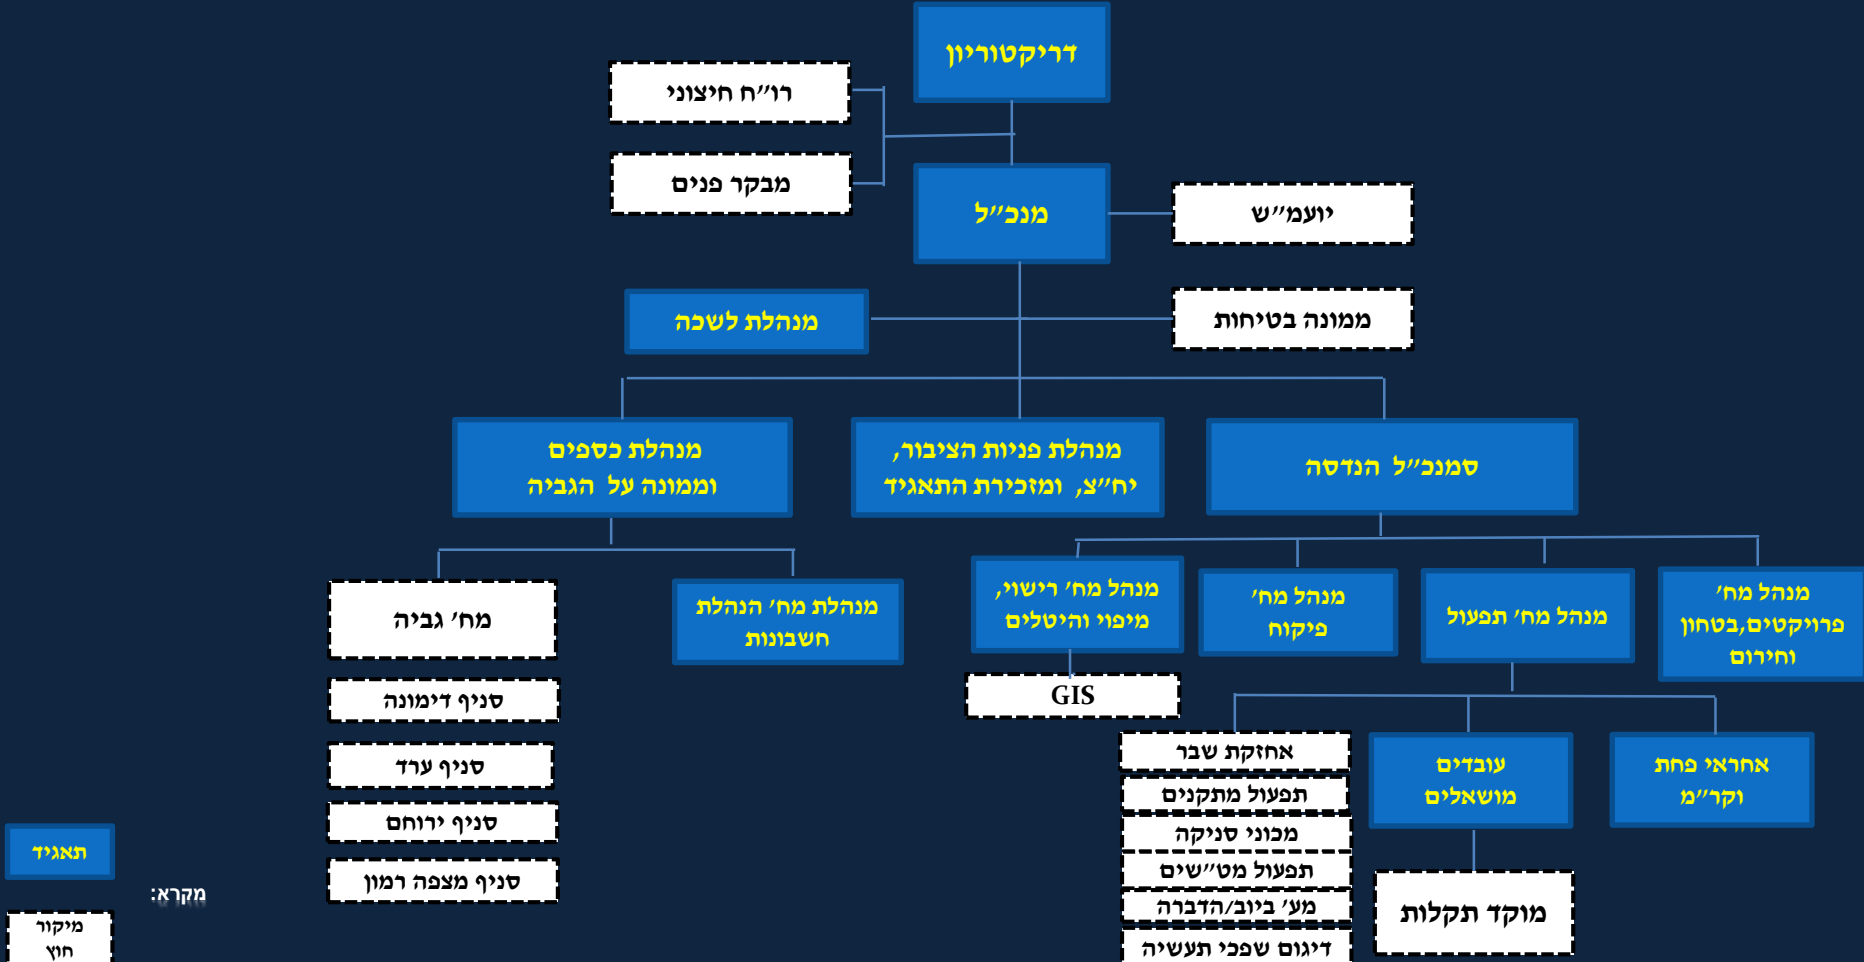 דריקטוריון
רו״ח חיצוני
מבקר פנים
מנכ״ל
יועמ״ש
מנהלת לשכה
ממונה בטיחות
סמנכ״ל הנדסה
מנהלת פניות הציבור,
יח״צ, ומזכירת התאגיד
מנהלת כספים
וממונה על הגביה
מנהל מח׳
פרויקטים,בטחון
וחירום
מנהל מח׳ תפעול
מנהל מח׳
פיקוח
מנהל מח׳ רישוי,
מיפוי והיטלים
GIS
מנהלת מח׳ הנהלת
חשבונות
מח׳ גביה
סניף דימונה
סניף ערד
סניף ירוחם
סניף מצפה רמון
אחראי פחת
וקר״מ
עובדים
מושאלים
מוקד תקלות
אחזקת שבר
תפעול מתקנים
מכוני סניקה
תפעול מט״שים
מע׳ ביוב/הדברה
דיגום שפכי תעשיה
מקרא:
תאגיד
מיקור
חוץ